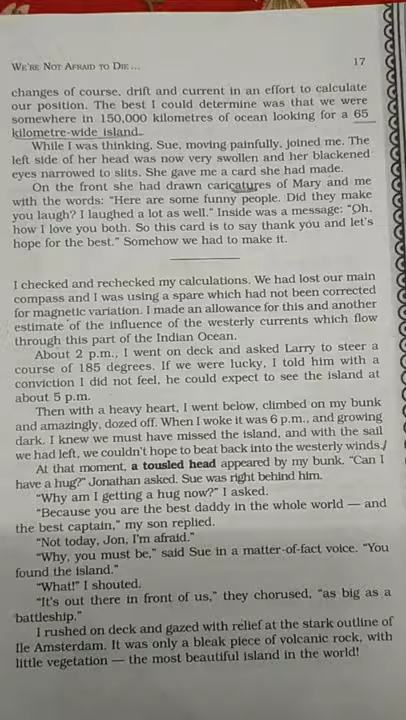 WE'RE NOT AFRAID TO DIE... 17
changes of course, drift and current in an effort to calculate
our position. The best I could determine was that we were
somewhere in 150,000 kilometres of ocean looking for a 65
kilometre-wide island.
While I was thinking, Sue, moving painfully, joined me. The
left side of her head was now very swollen and her blackened
eyes narrowed to slits. She gave me a card she had made.
On the front she had drawn caricatures of Mary and me
with the words: "Here are some funny people. Did they make
you laugh? I laughed a lot as well." Inside was a message: "Oh,
how I love you both. So this card is to say thank you and let's
hope for the best." Somehow we had to make it.
I checked and rechecked my calculations. We had lost our main
compass and I was using a spare which had not been corrected
for magnetic variation. I made an allowance for this and another
estimate of the influence of the westerly currents which flow
through this part of the Indian Ocean.
About 2 p.m., I went on deck and asked Larry to steer a
course of 185 degrees. If we were lucky, I told him with a
conviction I did not feel, he could expect to see the island at
about 5 p.m.
Then with a heavy heart, I went below, climbed on my bunk
and amazingly, dozed off. When I woke it was 6 p.m., and growing
dark. I knew we must have missed the island, and with the sail
we had left, we couldn't hope to beat back into the westerly winds.
At that moment, a tousled head appeared by my bunk. "Can I
have a hug?" Jonathan asked. Sue was right behind him.
"Why am I getting a hug now?" I asked.
"Because you are the best daddy in the whole world — and
the best captain," my son replied.
"Not today, Jon, I'm afraid."
"Why, you must be," said Sue in a matter-of-fact voice. "You
found the island."
"What!" I shouted.
"It's out there in front of us," they chorused, "as big as a
battleship."
I rushed on deck and gazed with relief at the stark outline of
Ile Amsterdam. It was only a bleak piece of volcanic rock, with
little vegetation — the most beautiful island in the world!